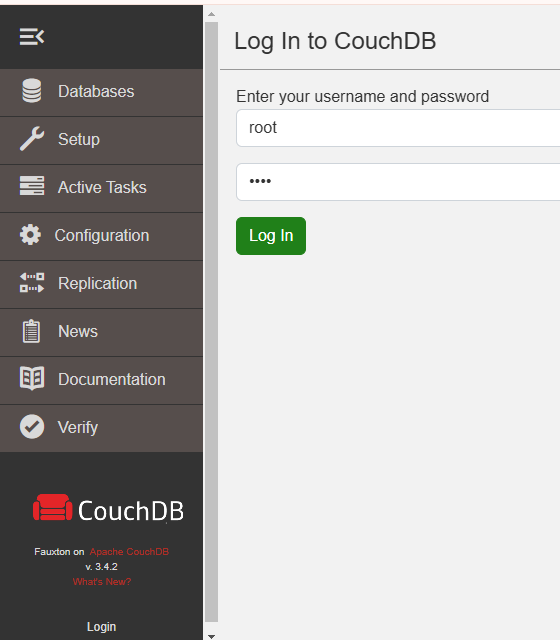 Databases
Setup
Active Tasks
Configuration
Replication
News
Documentation
Verify
CouchDB
Fauxton on Apache CouchDB
v. 3.4.2
What's New?
Login
Log In to CouchDB
Enter your username and password
root
••••
Log In